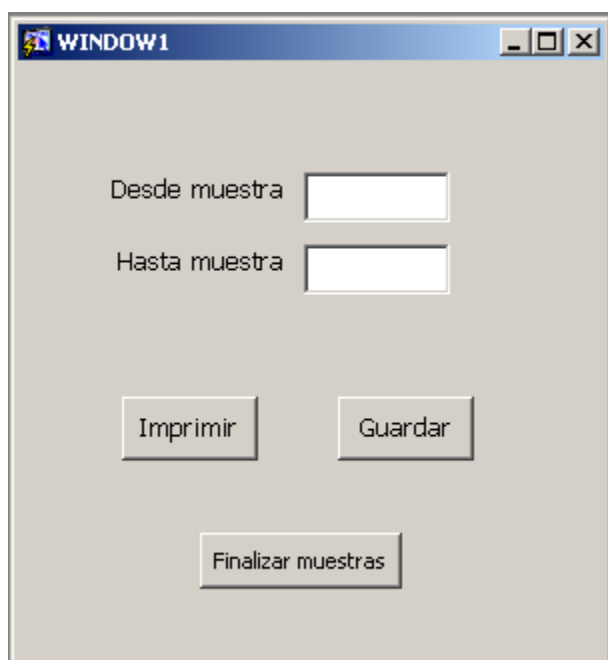 WINDOW1
Desde muestra
Hasta muestra
Imprimir Guardar
Finalizar muestras